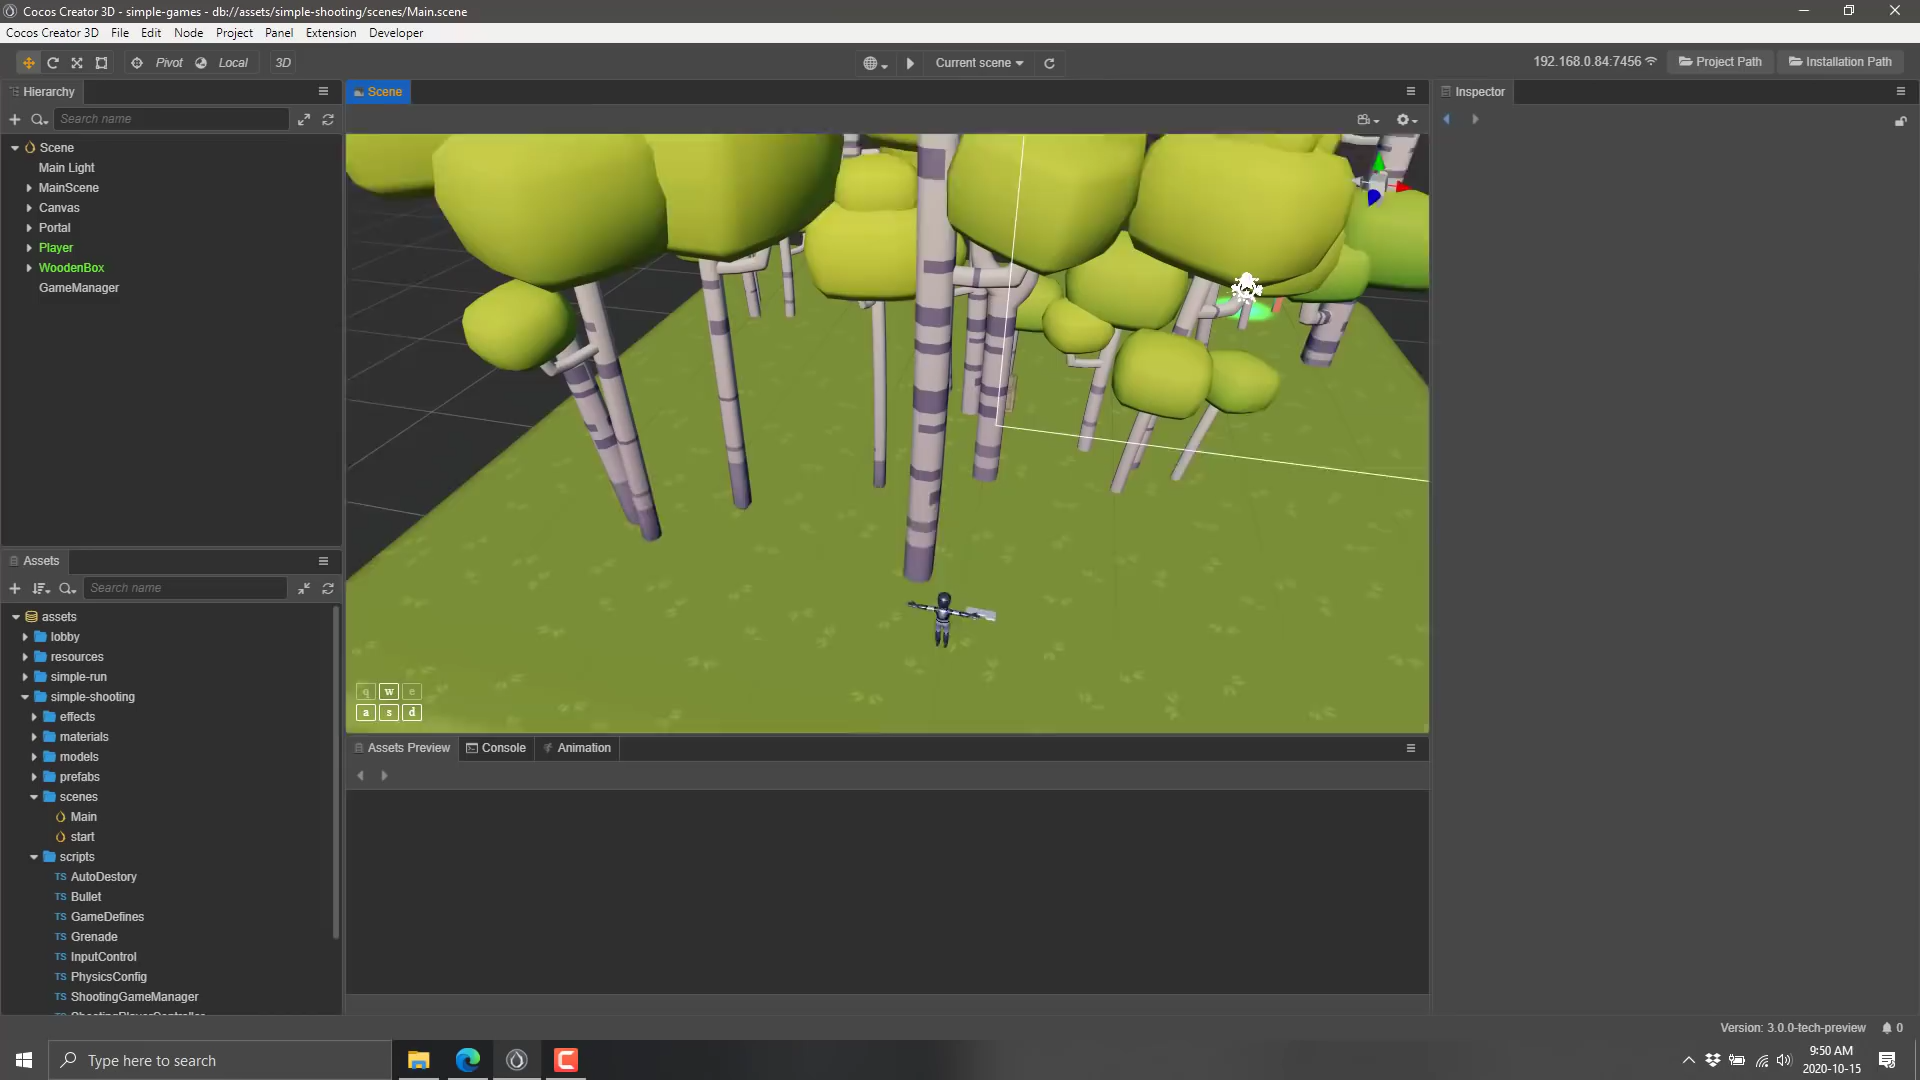 Cocos Creator 3D - simple-games - db://assets/simple-shooting/scenes/Main.scene
Cocos Creator 3D File Edit Node Project Panel Extension Developer
Pivot Local 3D Current scene 192.168.0.84:7456 Project Path Installation Path
Hierarchy
Search name
Scene
Main Light
MainScene
Canvas
Portal
Player
WoodenBox
GameManager
Assets
Search name
assets
lobby
resources
simple-run
simple-shooting
effects
materials
models
prefabs
scenes
Main
start
scripts
TS AutoDestory
TS Bullet
TS GameDefines
TS Grenade
TS InputControl
TS PhysicsConfig
TS ShootingGameManager
Scene
q w e
a s d
Assets Preview Console Animation
Inspector
Version: 3.0.0-tech-preview 0
Type here to search
9:50 AM
2020-10-15